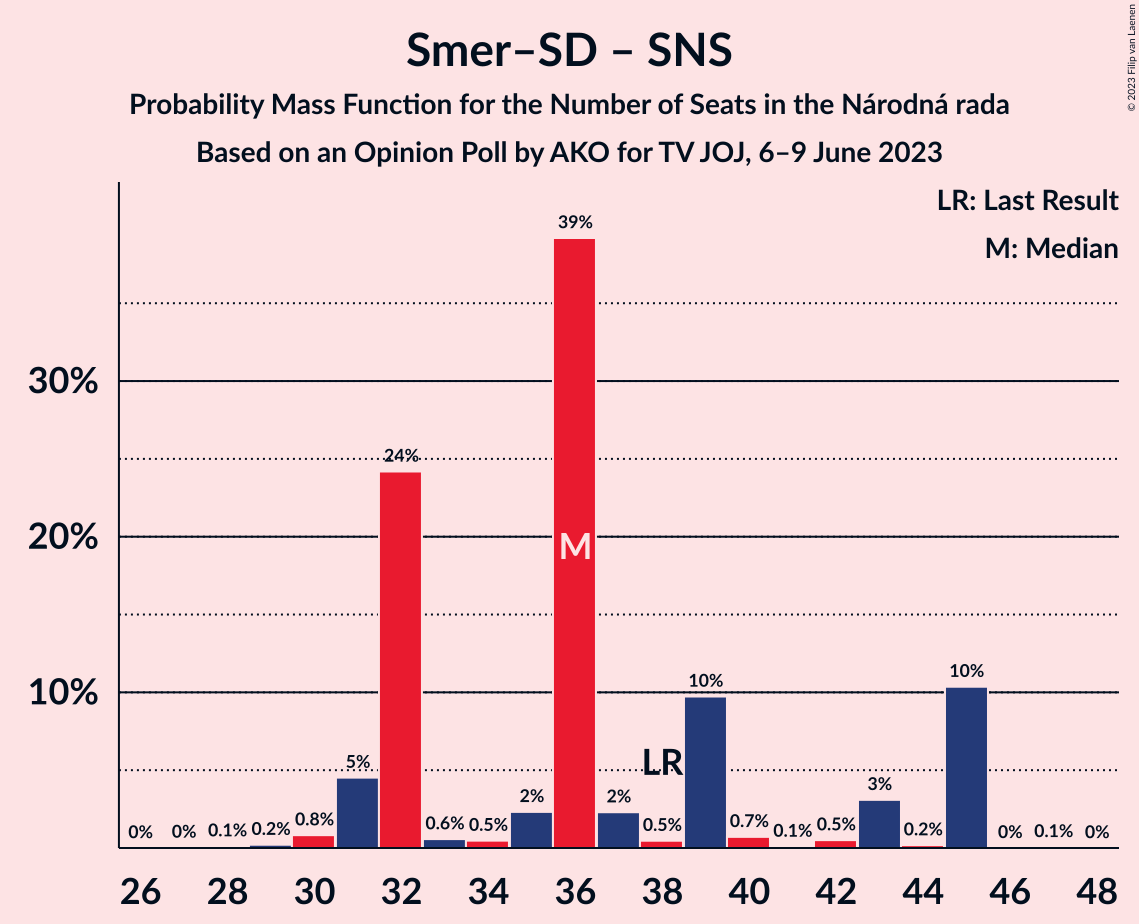 Smer–SD – SNS
Probability Mass Function for the Number of Seats in the Národná rada
Based on an Opinion Poll by AKO for TV JOJ, 6–9 June 2023
© 2023 Filip van Laenen
LR: Last Result
M: Median
39%
30%
24%
20%
M
10%
10%
10%
LR
5%
3%
2%
2%
0%
0%
0.1%
0.2%
0.8%
0.6%
0.5%
0.5%
0.7%
0.1%
0.5%
0.2%
0%
0.1%
0%
26 28 30 32 34 36 38 40 42 44 46 48